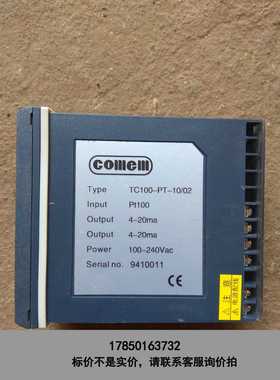 comem
Type TC100-PT-10/02
Input Pt100
Output 4-20ma
Output 4-20ma
Power 100-240Vac
Serial no. 9410011
CE
17850163732
标价不是实价，请联系客服询价拍